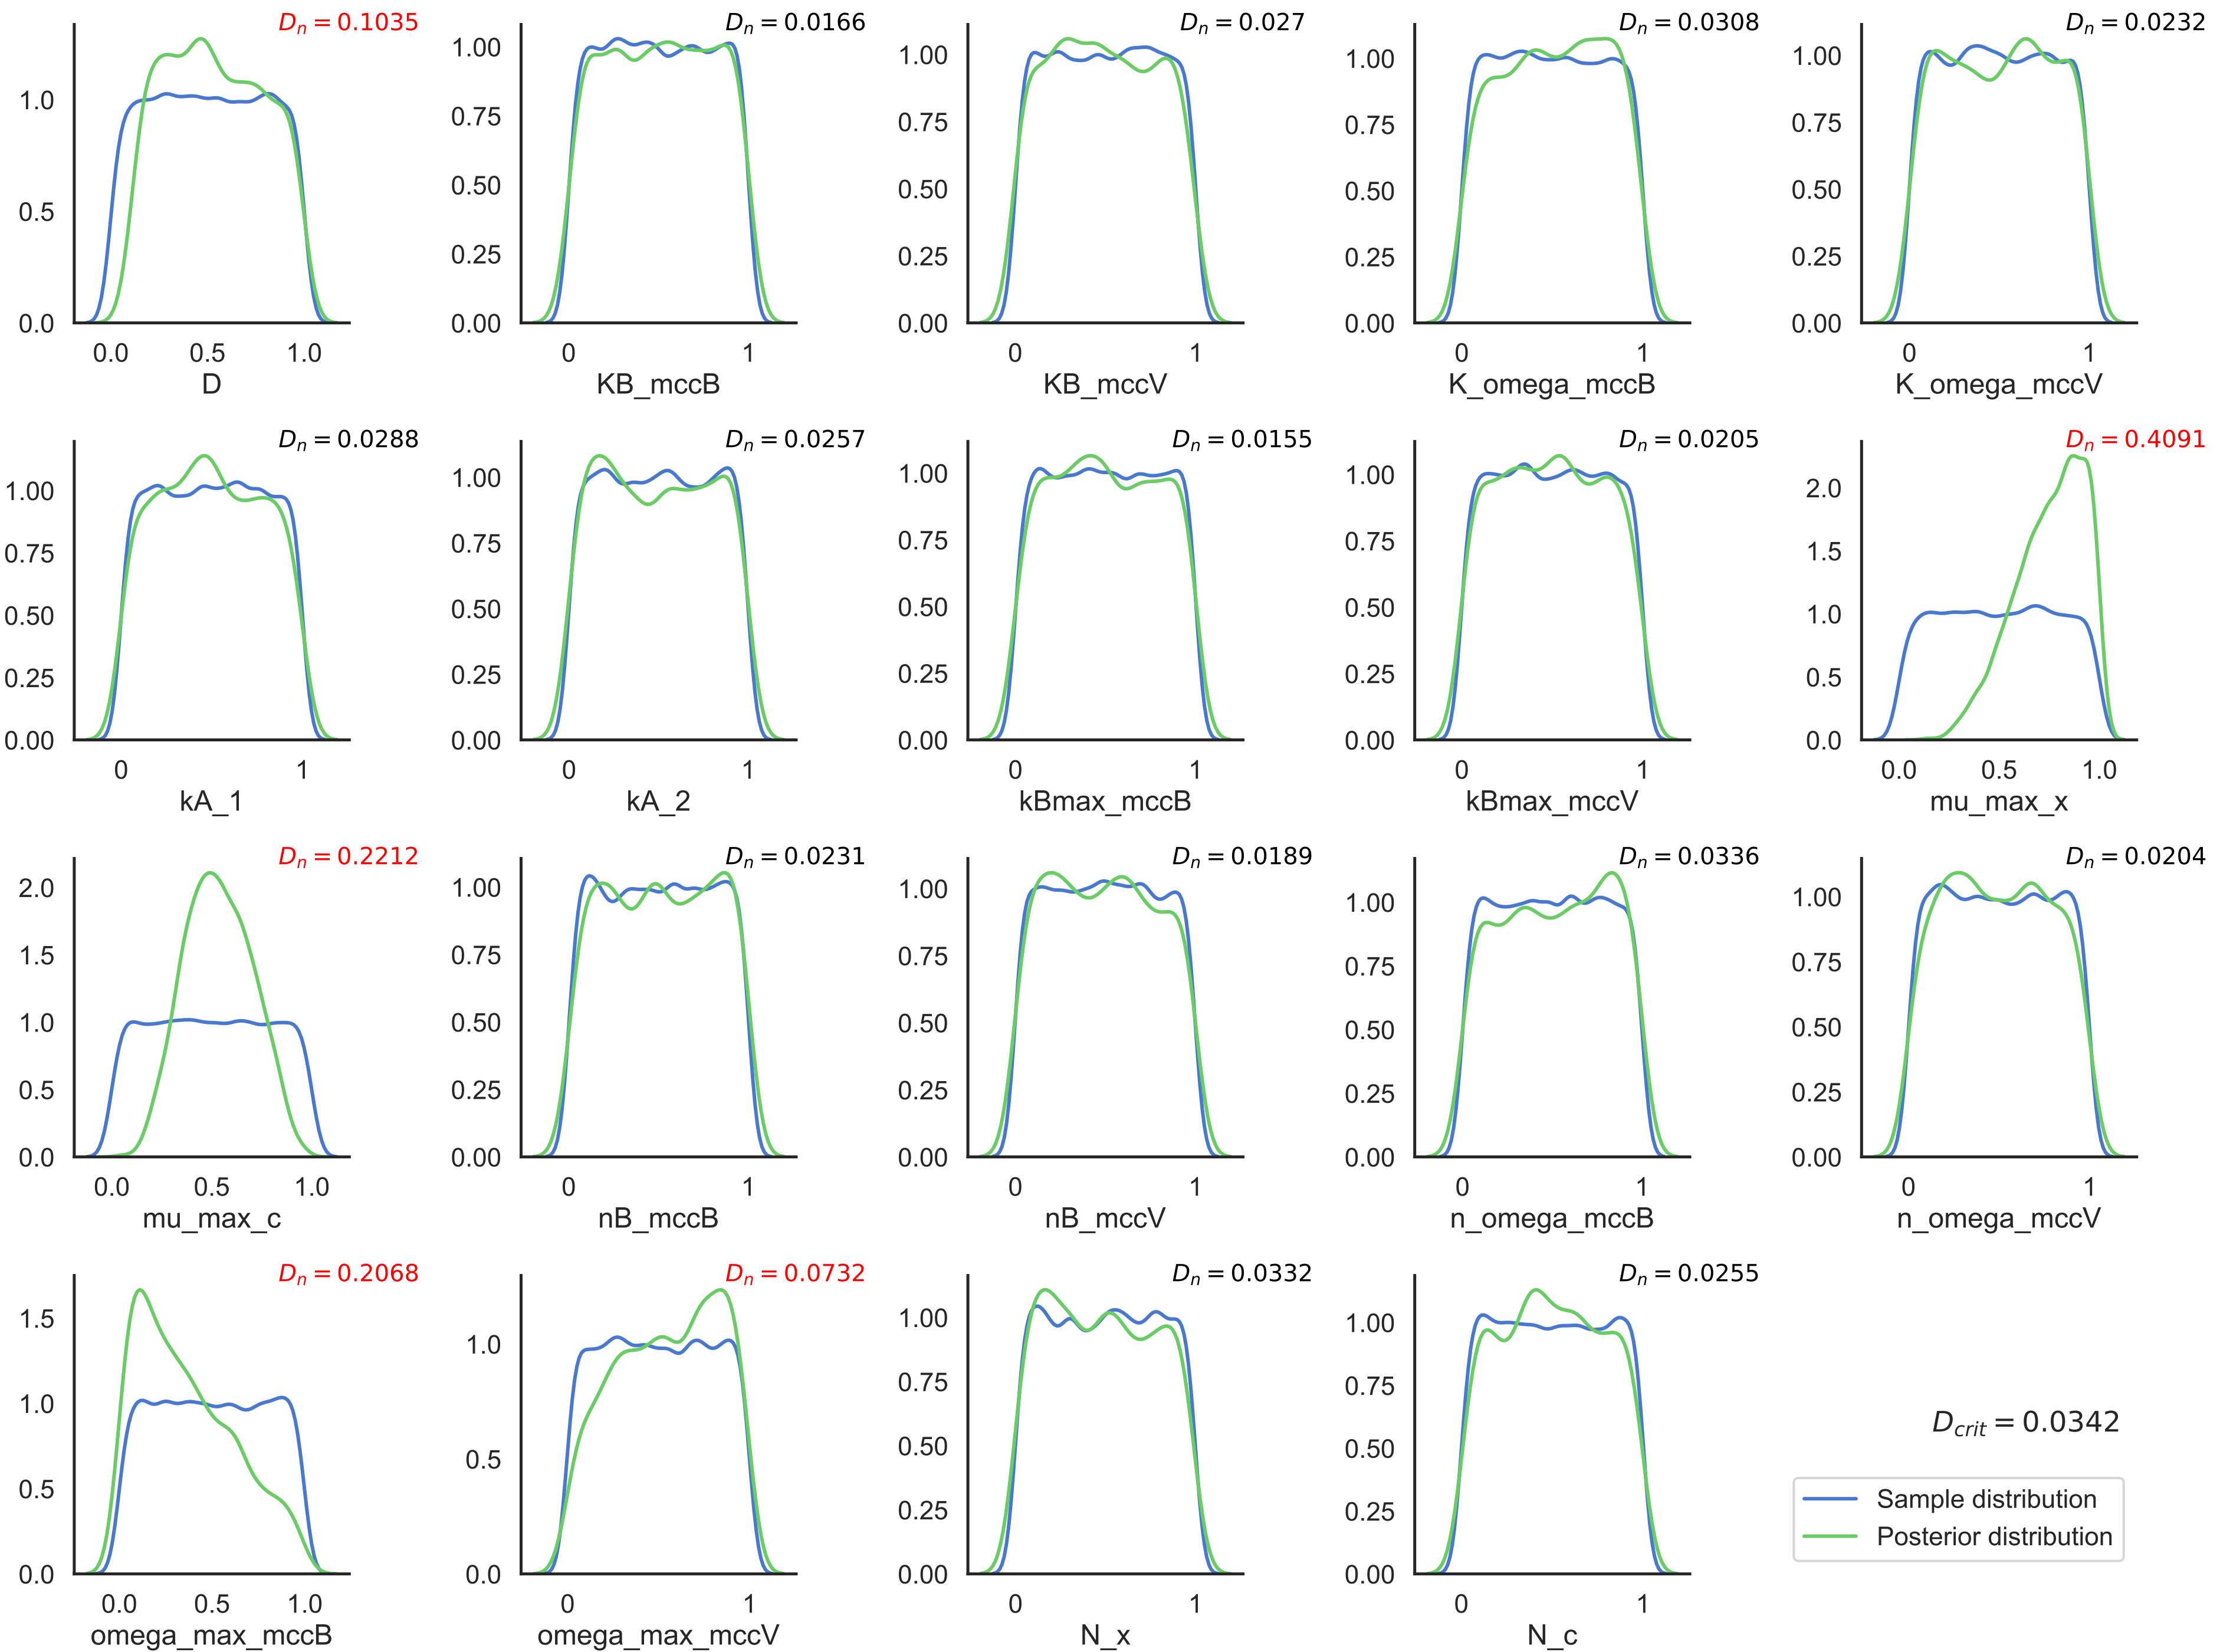 D_n = 0.1035
D_n = 0.0166
D_n = 0.027
D_n = 0.0308
D_n = 0.0232
1.0
0.5
0.0
1.00
0.75
0.50
0.25
0.00
1.00
0.75
0.50
0.25
0.00
1.00
0.75
0.50
0.25
0.00
1.00
0.75
0.50
0.25
0.00
0.0 0.5 1.0
0 1
0 1
0 1
0 1
D
KB_mccB
KB_mccV
K_omega_mccB
K_omega_mccV
D_n = 0.0288
D_n = 0.0257
D_n = 0.0155
D_n = 0.0205
D_n = 0.4091
1.00
0.75
0.50
0.25
0.00
1.00
0.75
0.50
0.25
0.00
1.00
0.75
0.50
0.25
0.00
1.00
0.75
0.50
0.25
0.00
2.0
1.5
1.0
0.5
0.0
0 1
0 1
0 1
0 1
0.0 0.5 1.0
kA_1
kA_2
kBmax_mccB
kBmax_mccV
mu_max_x
D_n = 0.2212
D_n = 0.0231
D_n = 0.0189
D_n = 0.0336
D_n = 0.0204
2.0
1.5
1.0
0.5
0.0
1.00
0.75
0.50
0.25
0.00
1.00
0.75
0.50
0.25
0.00
1.00
0.75
0.50
0.25
0.00
1.00
0.75
0.50
0.25
0.00
0.0 0.5 1.0
0 1
0 1
0 1
0 1
mu_max_c
nB_mccB
nB_mccV
n_omega_mccB
n_omega_mccV
D_n = 0.2068
D_n = 0.0732
D_n = 0.0332
D_n = 0.0255
1.5
1.0
0.5
0.0
1.0
0.5
0.0
1.00
0.75
0.50
0.25
0.00
1.00
0.75
0.50
0.25
0.00
D_crit = 0.0342
Sample distribution
Posterior distribution
0.0 0.5 1.0
0 1
0 1
0 1
omega_max_mccB
omega_max_mccV
N_x
N_c